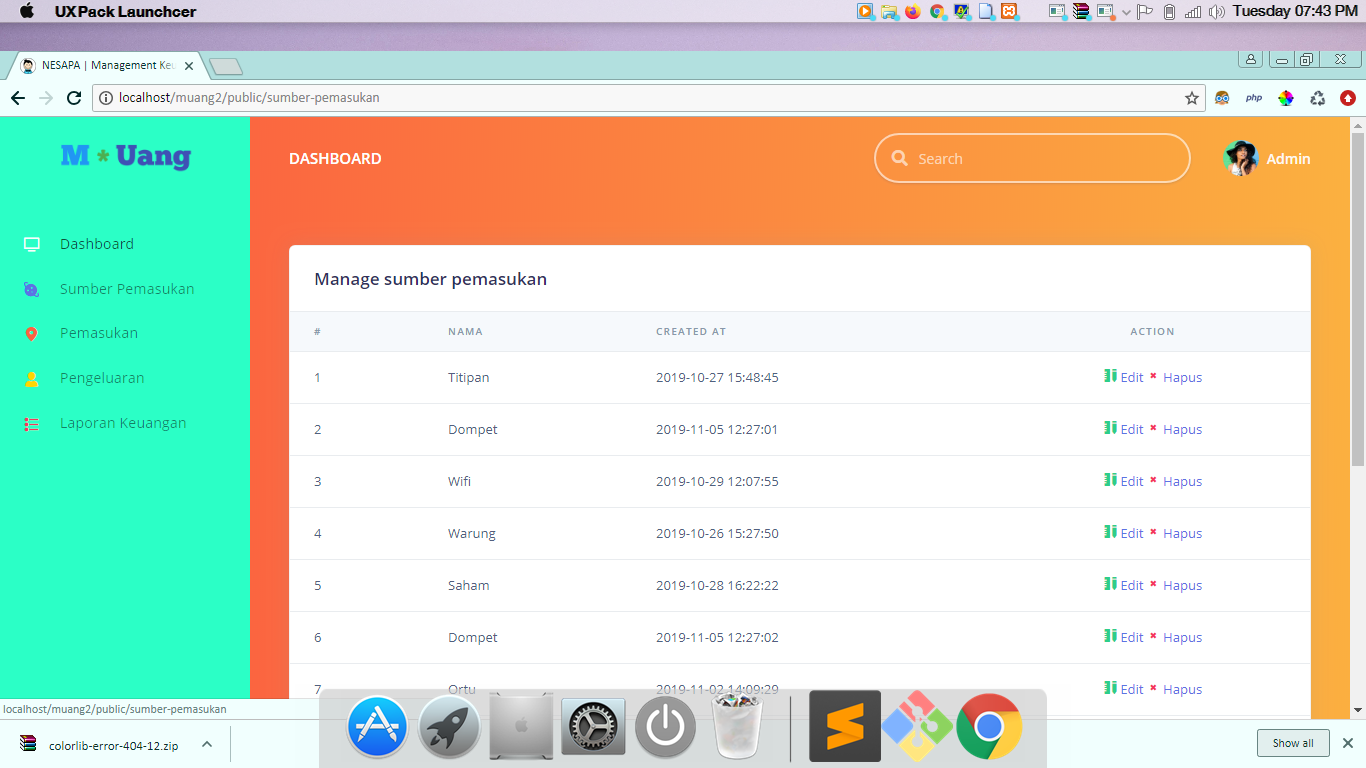 UXPack Launchcer
Tuesday 07:43 PM
NESAPA | Management Keu
localhost/muang2/public/sumber-pemasukan
php
M * Uang
DASHBOARD
Search
Admin
Dashboard
Sumber Pemasukan
Pemasukan
Pengeluaran
Laporan Keuangan
Manage sumber pemasukan
# NAMA CREATED AT ACTION
1 Titipan 2019-10-27 15:48:45 Edit Hapus
2 Dompet 2019-11-05 12:27:01 Edit Hapus
3 Wifi 2019-10-29 12:07:55 Edit Hapus
4 Warung 2019-10-26 15:27:50 Edit Hapus
5 Saham 2019-10-28 16:22:22 Edit Hapus
6 Dompet 2019-11-05 12:27:02 Edit Hapus
7 Ortu 2019-11-02 14:09:29 Edit Hapus
localhost/muang2/public/sumber-pemasukan
colorlib-error-404-12.zip
Show all